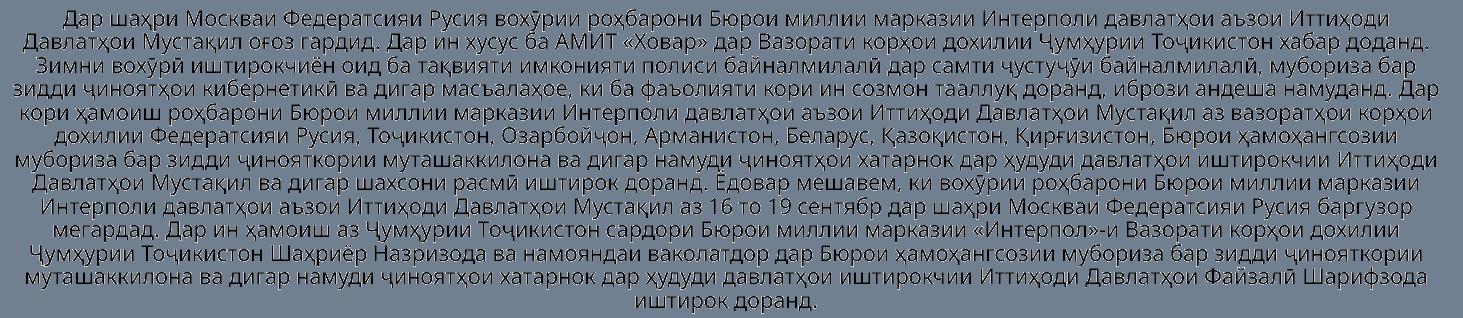 Дар шаҳри Москваи Федератсияи Русия вохӯрии роҳбарони Бюрои миллии марказии Интерполи давлатҳои аъзои Иттиҳоди
Давлатҳои Мустақил оғоз гардид. Дар ин хусус ба АМИТ «Ховар» дар Вазорати корҳои дохилии Ҷумҳурии Тоҷикистон хабар доданд.
Зимни вохӯрӣ иштирокчиён оид ба тақвияти имконияти полиси байналмилалӣ дар самти ҷустуҷӯи байналмилалӣ, мубориза бар
зидди ҷиноятҳои кибернетикӣ ва дигар масъалаҳое, ки ба фаъолияти кори ин созмон тааллуқ доранд, ибрози андеша намуданд. Дар
кори ҳамоиш роҳбарони Бюрои миллии марказии Интерполи давлатҳои аъзои Иттиҳоди Давлатҳои Мустақил аз вазоратҳои корҳои
дохилии Федератсияи Русия, Тоҷикистон, Озарбойҷон, Арманистон, Беларус, Қазоқистон, Қирғизистон, Бюрои ҳамоҳангсозии
мубориза бар зидди ҷинояткории муташаккилона ва дигар намуди ҷиноятҳои хатарнок дар ҳудуди давлатҳои иштирокчии Иттиҳоди
Давлатҳои Мустақил ва дигар шахсони расмӣ иштирок доранд. Ёдовар мешавем, ки вохӯрии роҳбарони Бюрои миллии марказии
Интерполи давлатҳои аъзои Иттиҳоди Давлатҳои Мустақил аз 16 то 19 сентябр дар шаҳри Москваи Федератсияи Русия баргузор
мегардад. Дар ин ҳамоиш аз Ҷумҳурии Тоҷикистон сардори Бюрои миллии марказии «Интерпол»-и Вазорати корҳои дохилии
Ҷумҳурии Тоҷикистон Шаҳриёр Назризода ва намояндаи ваколатдор дар Бюрои ҳамоҳангсозии мубориза бар зидди ҷинояткории
муташаккилона ва дигар намуди ҷиноятҳои хатарнок дар ҳудуди давлатҳои иштирокчии Иттиҳоди Давлатҳои Файзалӣ Шарифзода
иштирок доранд.